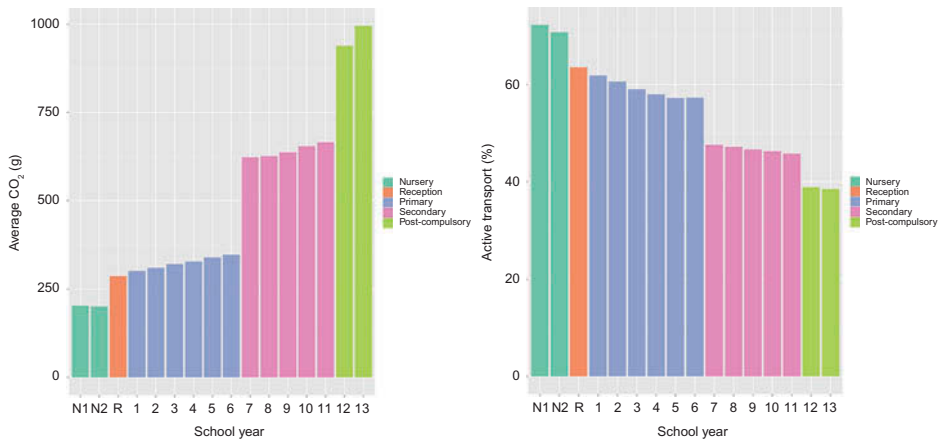 1000
750
500
250
0
Average CO₂ (g)
N1 N2 R 1 2 3 4 5 6 7 8 9 10 11 12 13
School year
Nursery
Reception
Primary
Secondary
Post-compulsory
60
40
20
0
Active transport (%)
N1 N2 R 1 2 3 4 5 6 7 8 9 10 11 12 13
School year
Nursery
Reception
Primary
Secondary
Post-compulsory